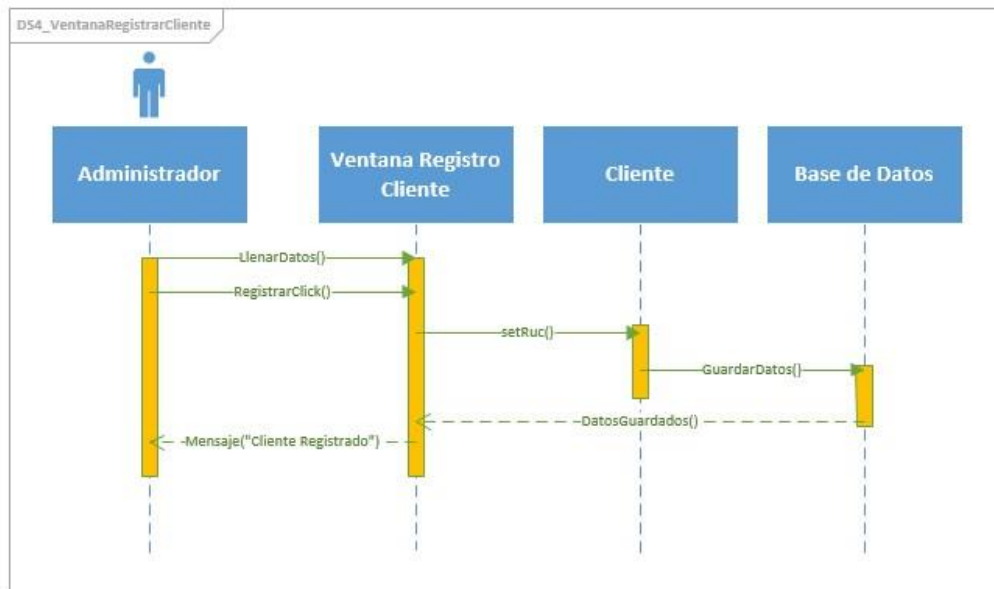 DS4_VentanaRegistrarCliente
Administrador
Ventana Registro
Cliente
Cliente
Base de Datos
LlenarDatos()
RegistrarClick()
setRuc()
GuardarDatos()
DatosGuardados()
Mensaje("Cliente Registrado")